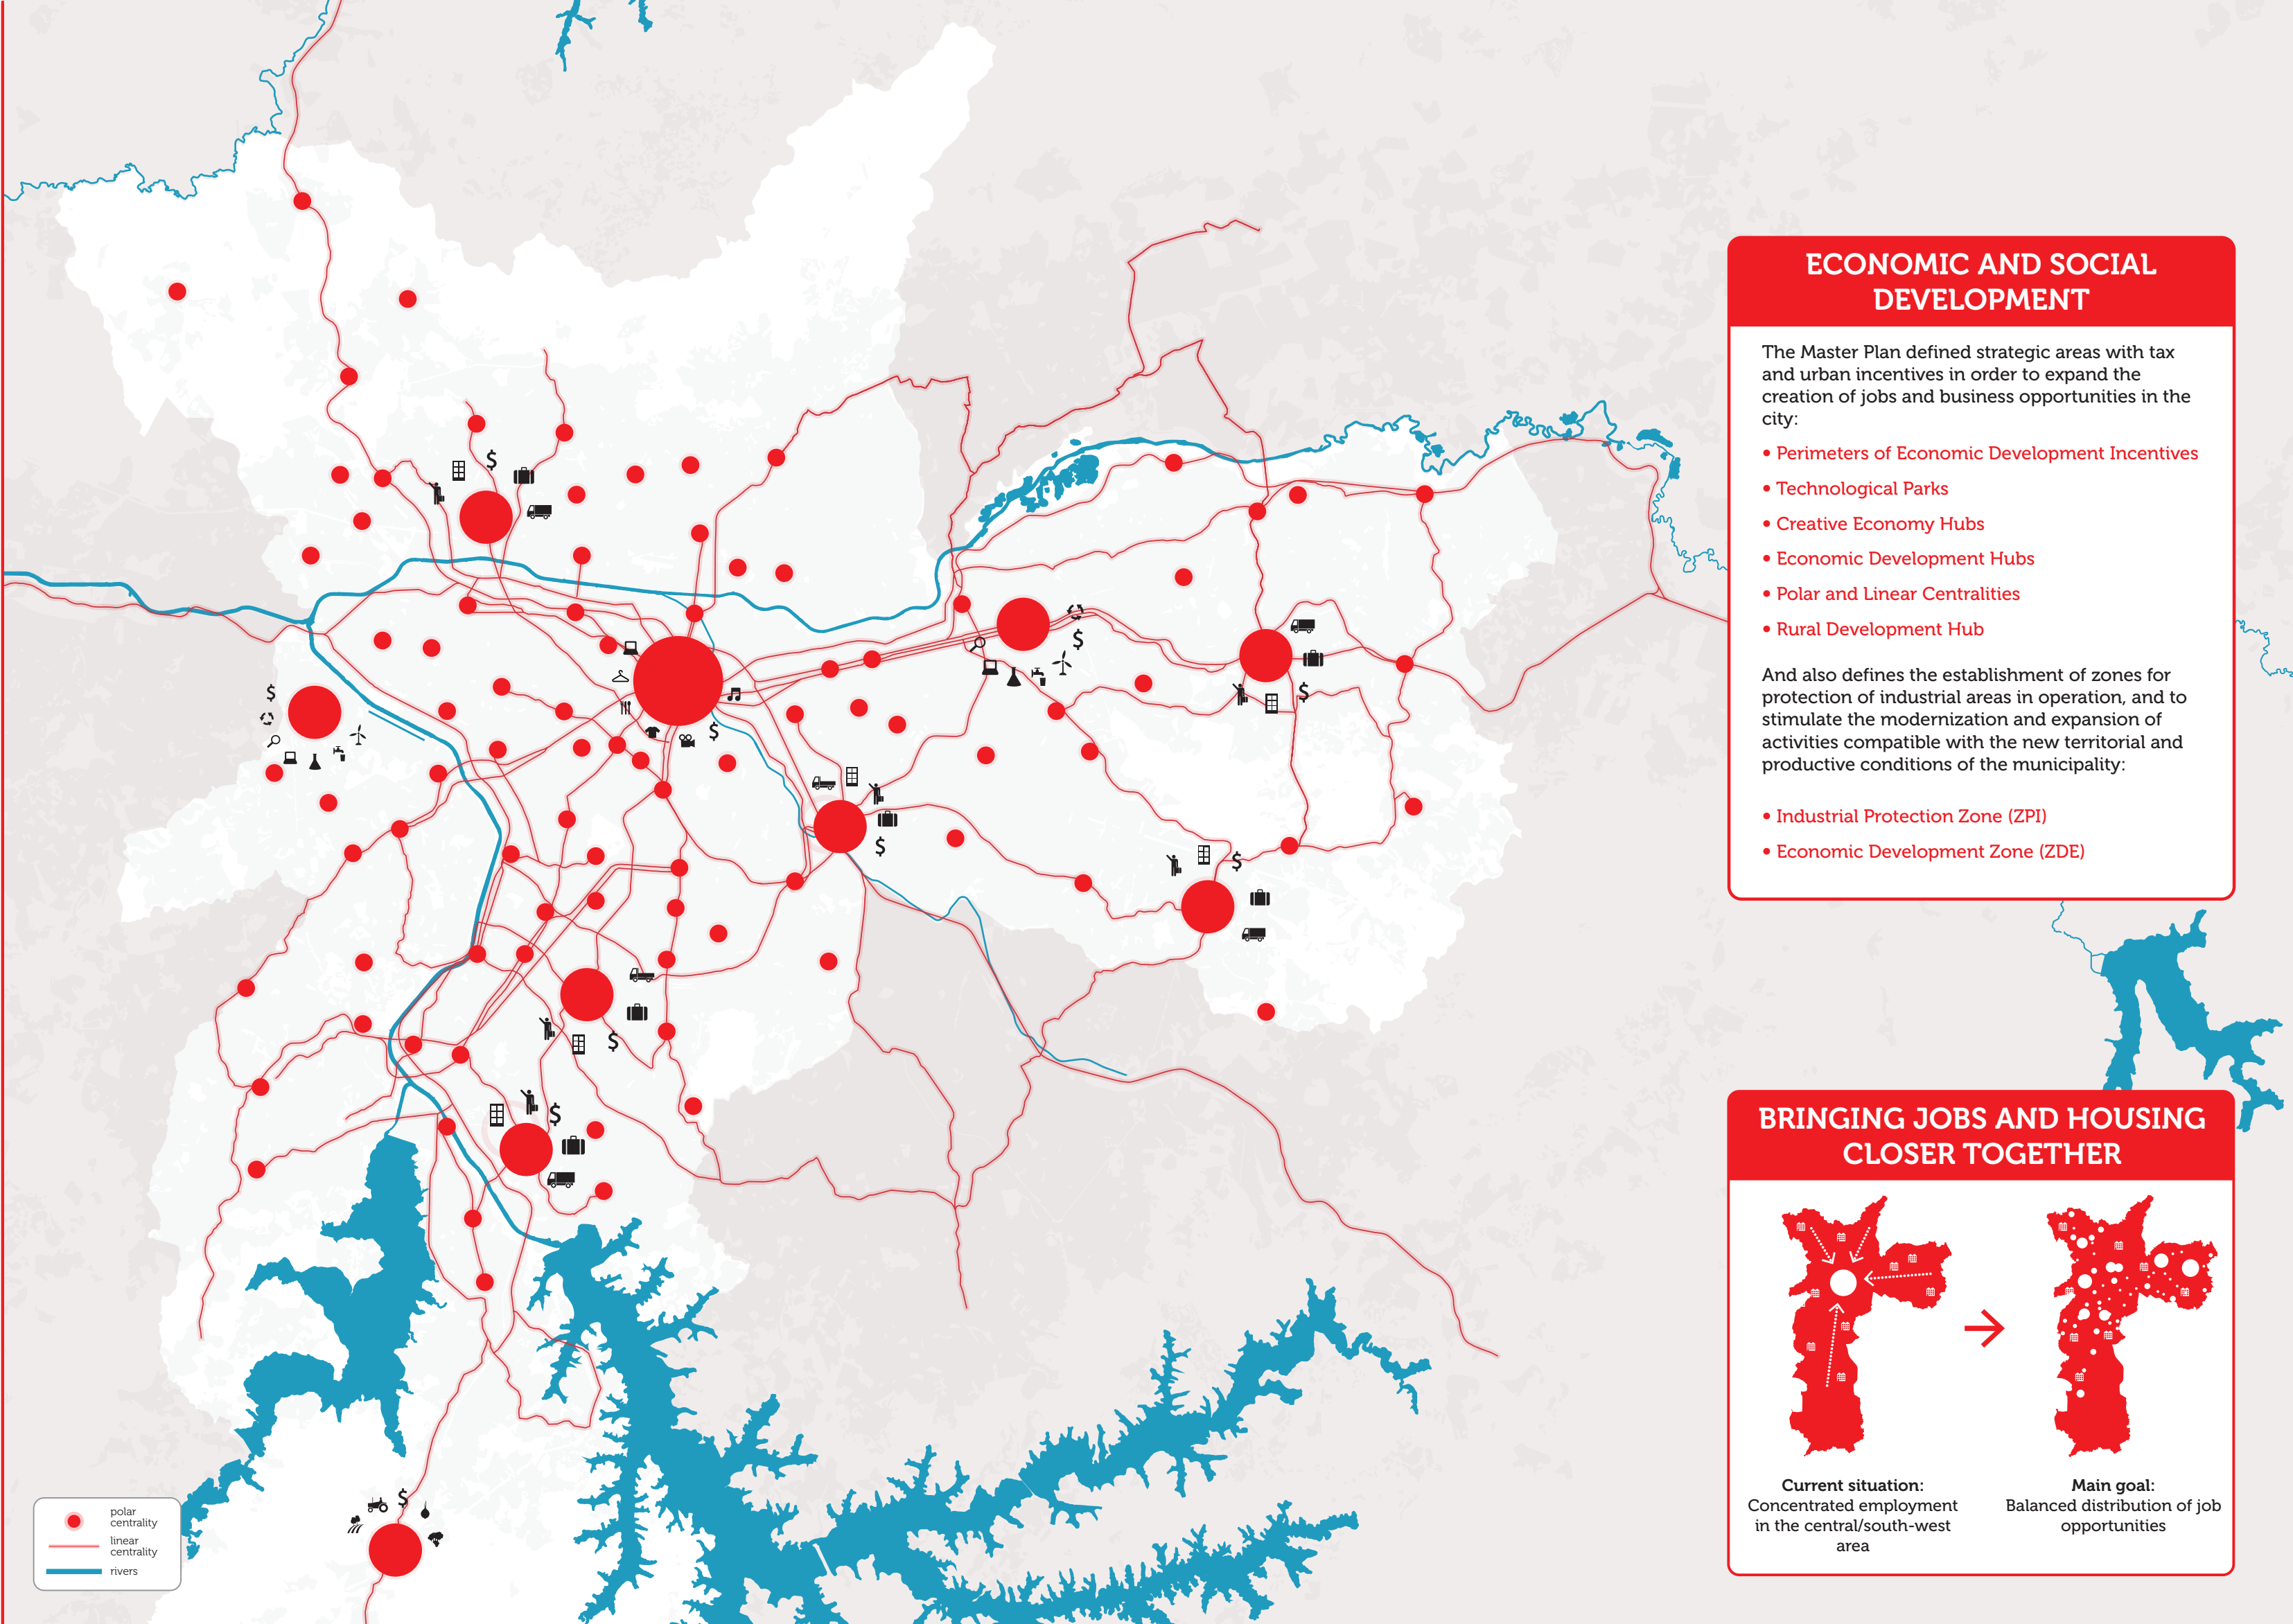 ECONOMIC AND SOCIAL
DEVELOPMENT
The Master Plan defined strategic areas with tax
and urban incentives in order to expand the
creation of jobs and business opportunities in the
city:
• Perimeters of Economic Development Incentives
• Technological Parks
• Creative Economy Hubs
• Economic Development Hubs
• Polar and Linear Centralities
• Rural Development Hub
And also defines the establishment of zones for
protection of industrial areas in operation, and to
stimulate the modernization and expansion of
activities compatible with the new territorial and
productive conditions of the municipality:
• Industrial Protection Zone (ZPI)
• Economic Development Zone (ZDE)
BRINGING JOBS AND HOUSING
CLOSER TOGETHER
Current situation:
Concentrated employment
in the central/south-west
area
Main goal:
Balanced distribution of job
opportunities
polar
centrality
linear
centrality
rivers